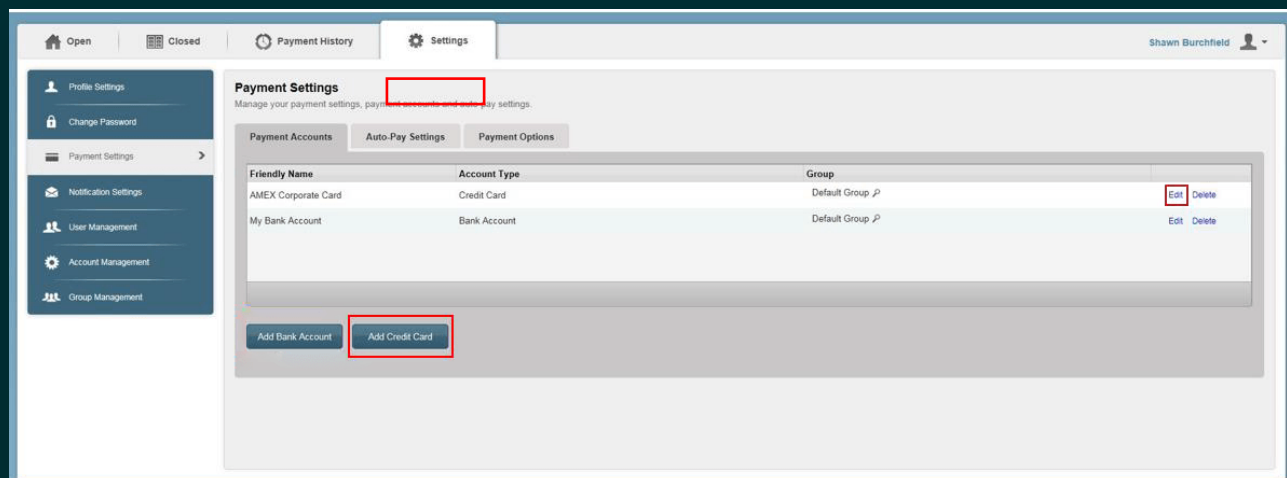 Open Closed Payment History Settings Shawn Burchfield
Profile Settings
Change Password
Payment Settings
Notification Settings
User Management
Account Management
Group Management
Payment Settings
Manage your payment settings, payment accounts and auto-pay settings.
Payment Accounts Auto-Pay Settings Payment Options
Friendly Name Account Type Group
AMEX Corporate Card Credit Card Default Group Edit Delete
My Bank Account Bank Account Default Group Edit Delete
Add Bank Account Add Credit Card